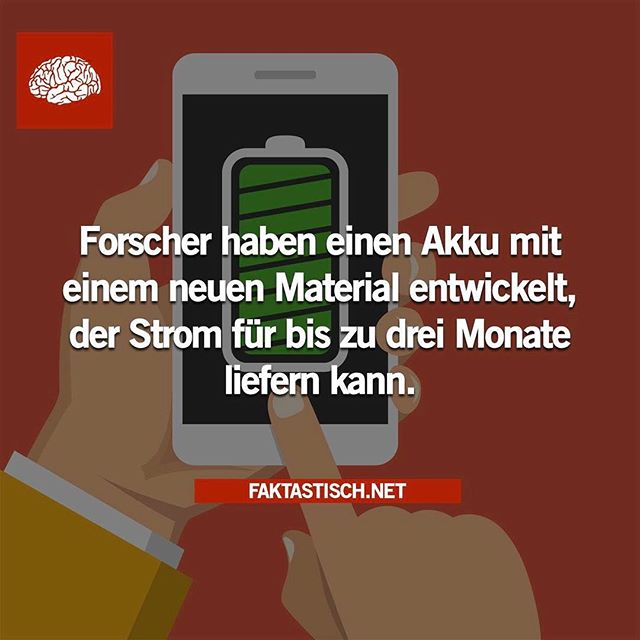 Forscher haben einen Akku mit
einem neuen Material entwickelt,
der Strom für bis zu drei Monate
liefern kann.
FAKTASTISCH.NET